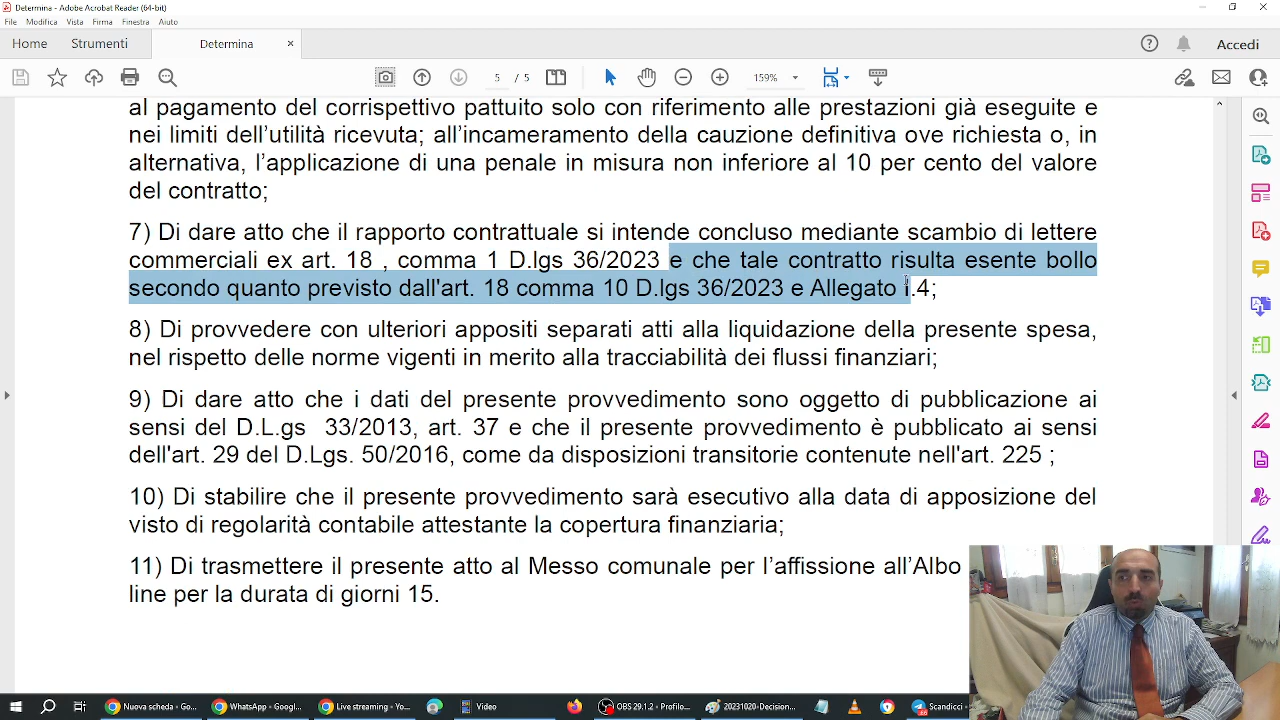 Determina - Adobe Acrobat Reader (64-bit)
File Modifica Vista Firma Finestra Aiuto
Home Strumenti Determina × Accedi
5 / 5 159%
al pagamento del corrispettivo pattuito solo con riferimento alle prestazioni già eseguite e
nei limiti dell'utilità ricevuta; all'incameramento della cauzione definitiva ove richiesta o, in
alternativa, l'applicazione di una penale in misura non inferiore al 10 per cento del valore
del contratto;
7) Di dare atto che il rapporto contrattuale si intende concluso mediante scambio di lettere
commerciali ex art. 18 , comma 1 D.lgs 36/2023 e che tale contratto risulta esente bollo
secondo quanto previsto dall'art. 18 comma 10 D.lgs 36/2023 e Allegato i.4;
8) Di provvedere con ulteriori appositi separati atti alla liquidazione della presente spesa,
nel rispetto delle norme vigenti in merito alla tracciabilità dei flussi finanziari;
9) Di dare atto che i dati del presente provvedimento sono oggetto di pubblicazione ai
sensi del D.L.gs 33/2013, art. 37 e che il presente provvedimento è pubblicato ai sensi
dell'art. 29 del D.Lgs. 50/2016, come da disposizioni transitorie contenute nell'art. 225 ;
10) Di stabilire che il presente provvedimento sarà esecutivo alla data di apposizione del
visto di regolarità contabile attestante la copertura finanziaria;
11) Di trasmettere il presente atto al Messo comunale per l'affissione all'Albo
line per la durata di giorni 15.
Nuova scheda - Go... WhatsApp - Googl... Live streaming - Yo... Video OBS 29.1.2 - Profilo... 20231020-Decision... Candicci